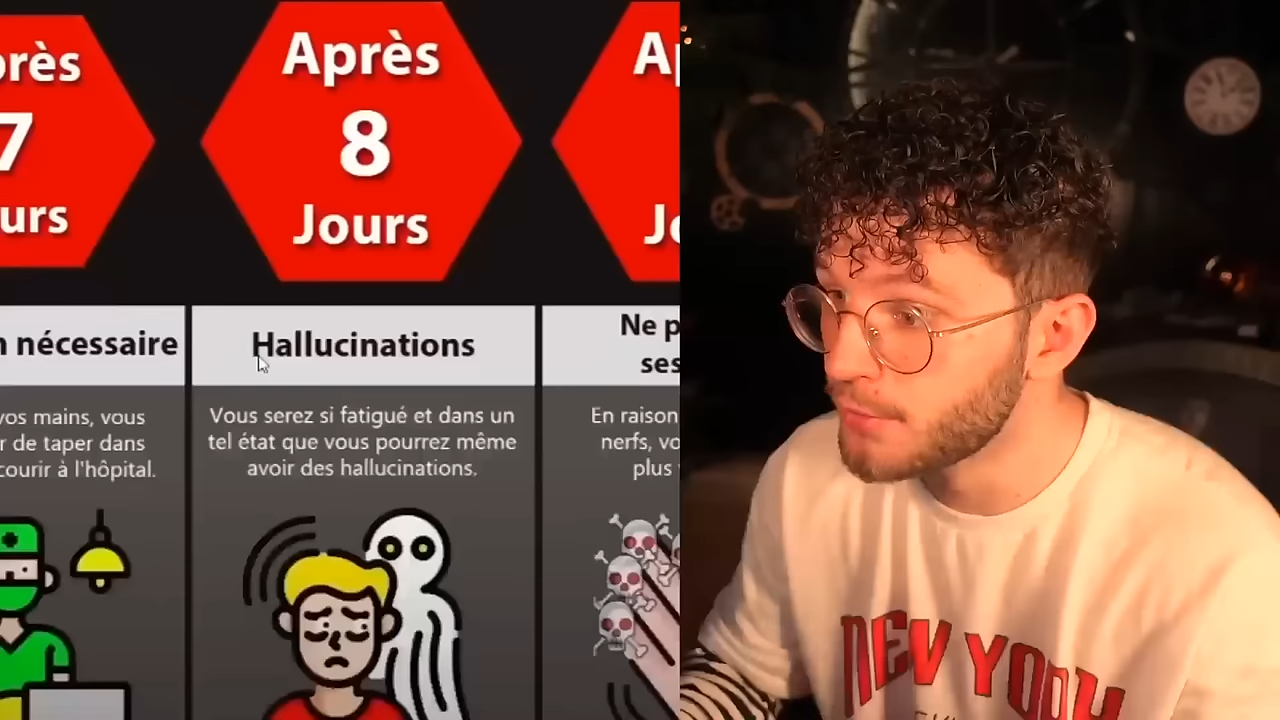 près
7
urs
Après
8
Jours
Ap
Jo
n nécessaire
vos mains, vous
r de taper dans
courir à l'hôpital.
Hallucinations
Vous serez si fatigué et dans un
tel état que vous pourrez même
avoir des hallucinations.
Ne p
ses
En raison
nerfs, vo
plus
NEW YORK